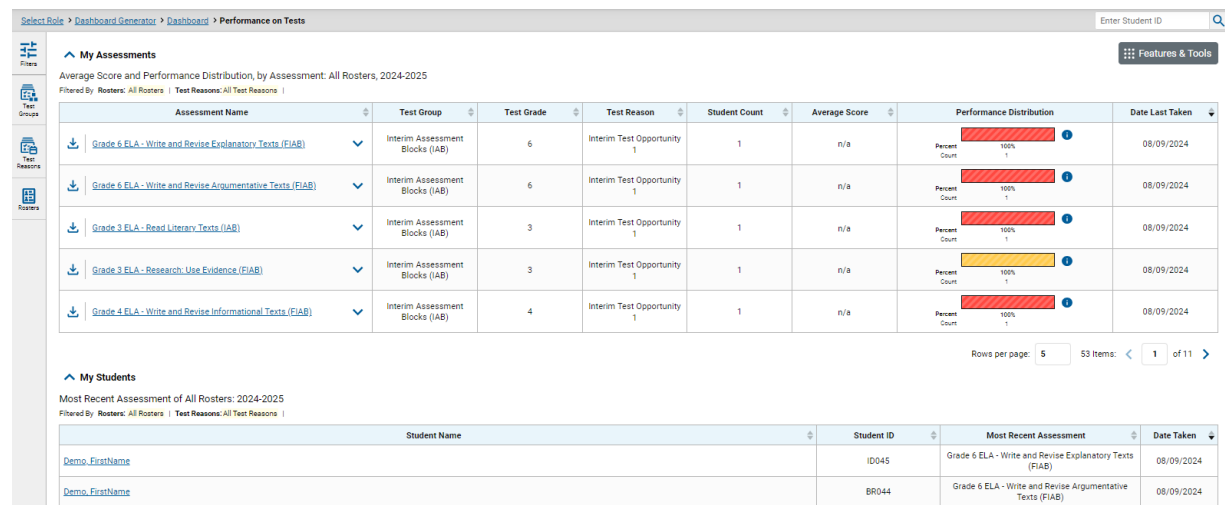 Select Role > Dashboard Generator > Dashboard > Performance on Tests
Enter Student ID
Filters
Test Groups
Test Reasons
Rosters
My Assessments
Features & Tools
Average Score and Performance Distribution, by Assessment: All Rosters, 2024-2025
Filtered By Rosters: All Rosters | Test Reasons: All Test Reasons |
Assessment Name Test Group Test Grade Test Reason Student Count Average Score Performance Distribution Date Last Taken
Grade 6 ELA - Write and Revise Explanatory Texts (FIAB) Interim Assessment Blocks (IAB) 6 Interim Test Opportunity 1 1 n/a Percent 100% Count 1 08/09/2024
Grade 6 ELA - Write and Revise Argumentative Texts (FIAB) Interim Assessment Blocks (IAB) 6 Interim Test Opportunity 1 1 n/a Percent 100% Count 1 08/09/2024
Grade 3 ELA - Read Literary Texts (IAB) Interim Assessment Blocks (IAB) 3 Interim Test Opportunity 1 1 n/a Percent 100% Count 1 08/09/2024
Grade 3 ELA - Research: Use Evidence (FIAB) Interim Assessment Blocks (IAB) 3 Interim Test Opportunity 1 1 n/a Percent 100% Count 1 08/09/2024
Grade 4 ELA - Write and Revise Informational Texts (FIAB) Interim Assessment Blocks (IAB) 4 Interim Test Opportunity 1 1 n/a Percent 100% Count 1 08/09/2024
Rows per page: 5 53 Items: < 1 of 11 >
My Students
Most Recent Assessment of All Rosters: 2024-2025
Filtered By Rosters: All Rosters | Test Reasons: All Test Reasons |
Student Name Student ID Most Recent Assessment Date Taken
Demo, FirstName ID045 Grade 6 ELA - Write and Revise Explanatory Texts (FIAB) 08/09/2024
Demo, FirstName BR044 Grade 6 ELA - Write and Revise Argumentative Texts (FIAB) 08/09/2024